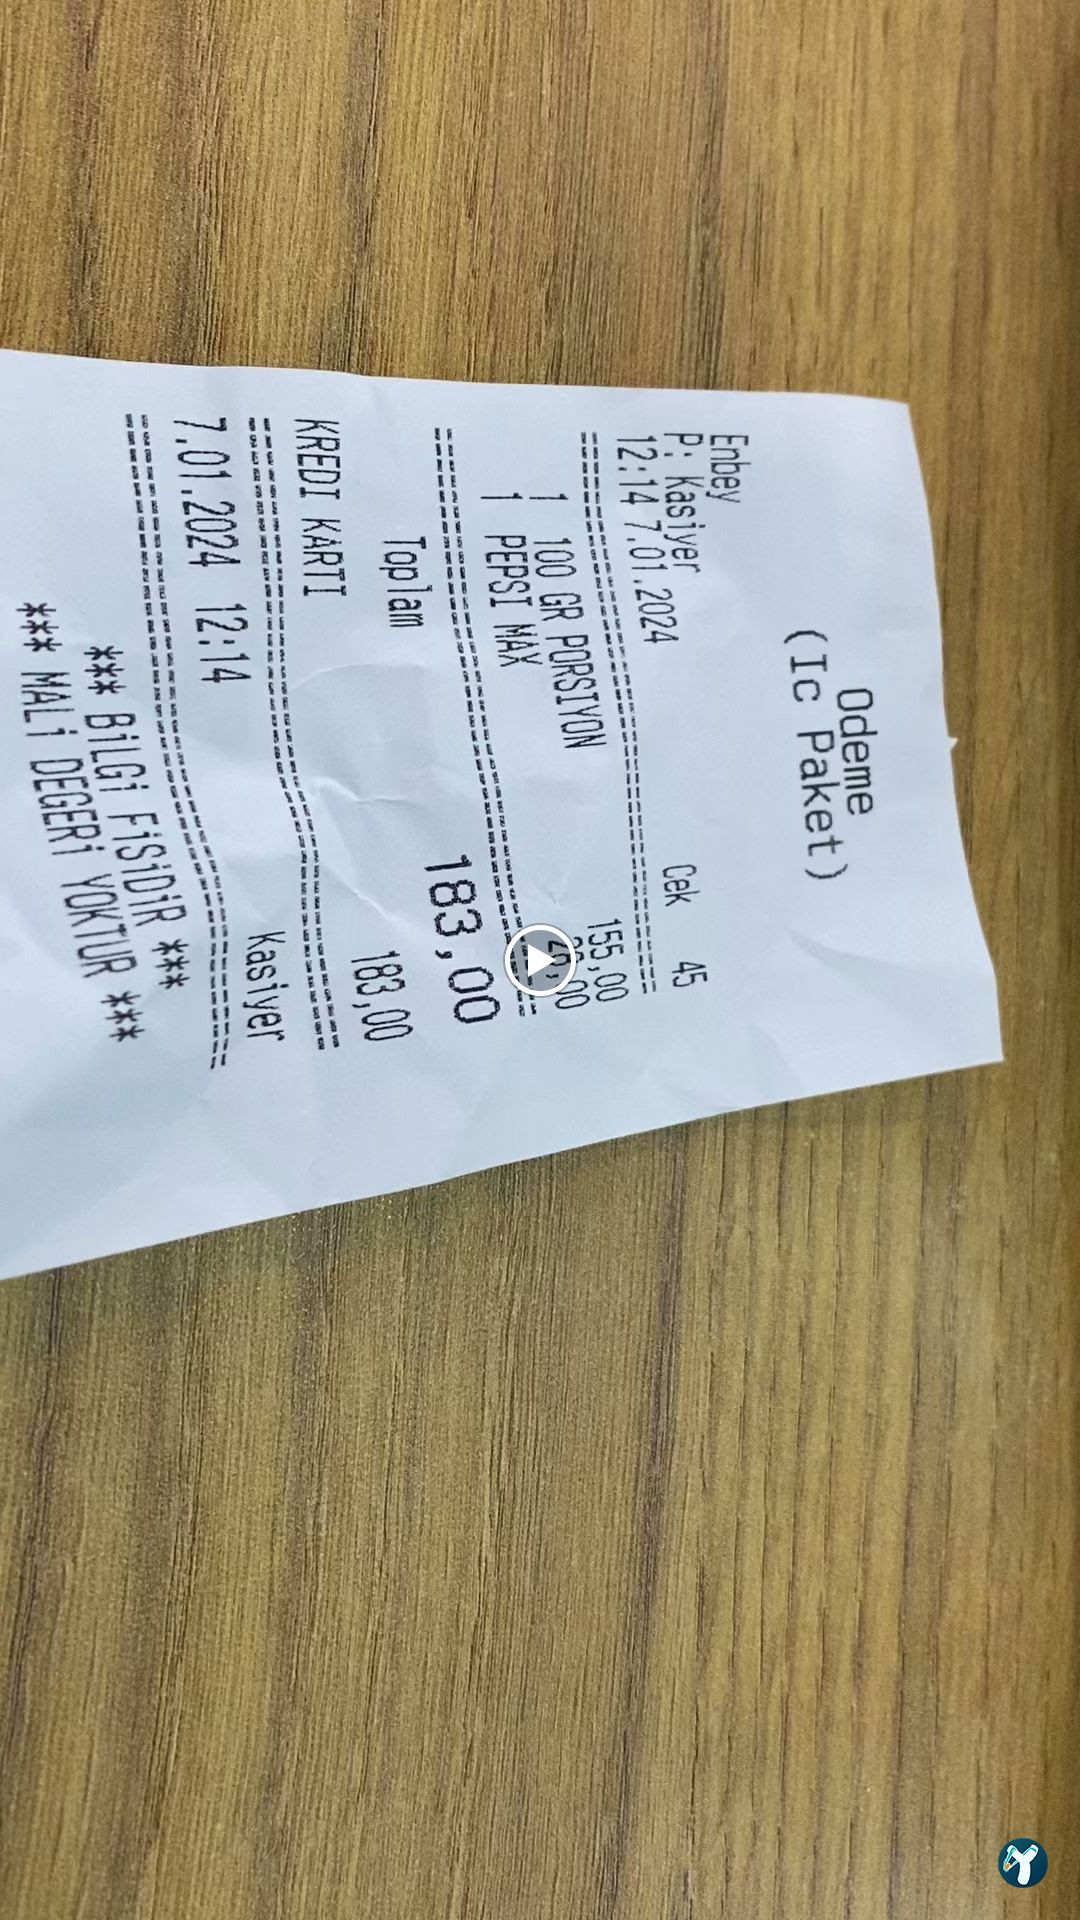 Odeme
(Ic Paket)
Enbey
P: Kasiyer Cek 45
12:14 7.01.2024
1 100 GR PORSIYON 155,00
1 PEPSI MAX
Toplam 183,00
KREDI KARTI 183,00
7.01.2024 12:14 Kasiyer
*** BiLGi FiSiDiR ***
*** MALi DEGERi YOKTUR ***